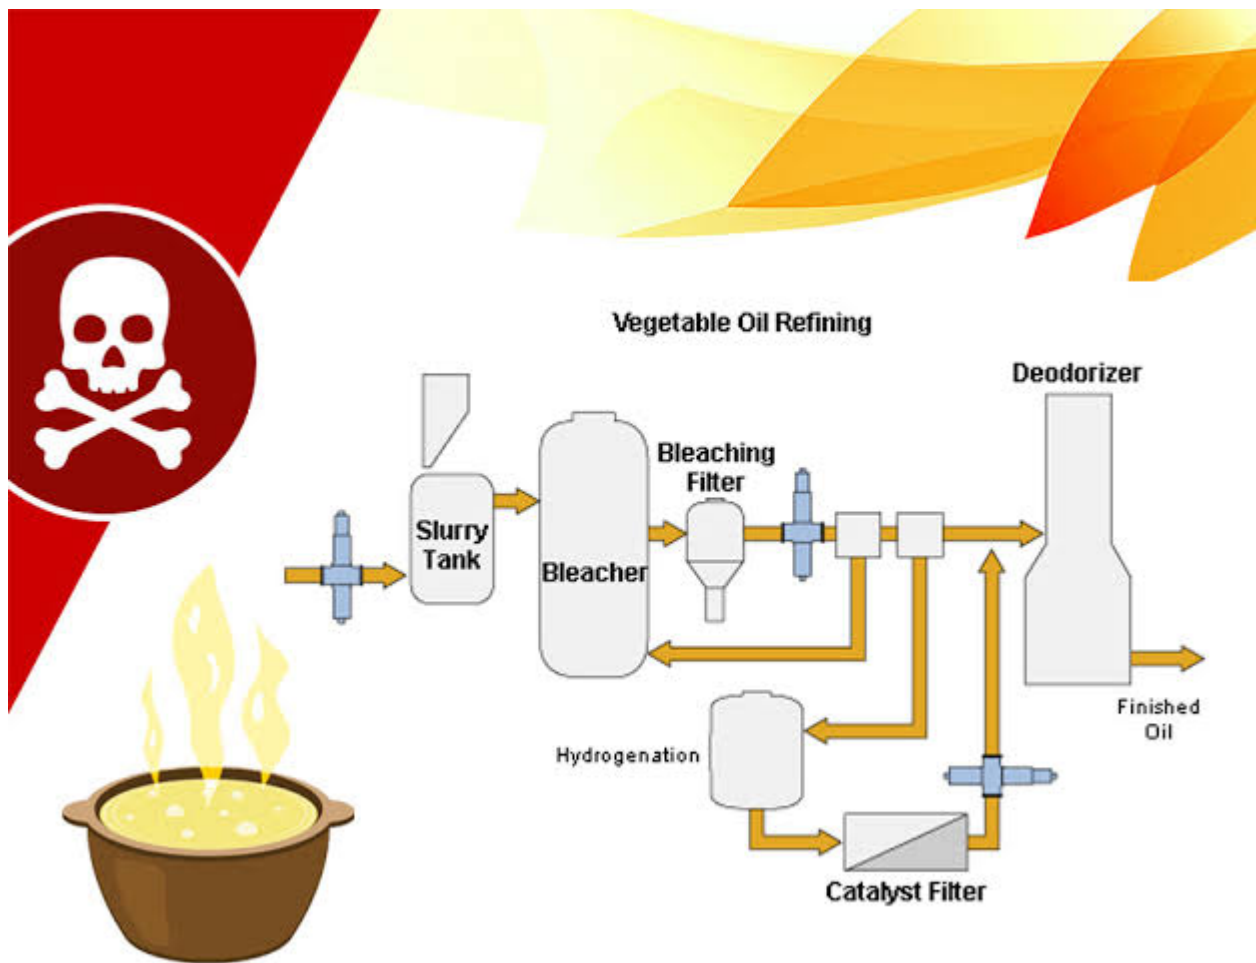 Vegetable Oil Refining
Deodorizer
Bleaching
Filter
Slurry
Tank
Bleacher
Finished
Oil
Hydrogenation
Catalyst Filter